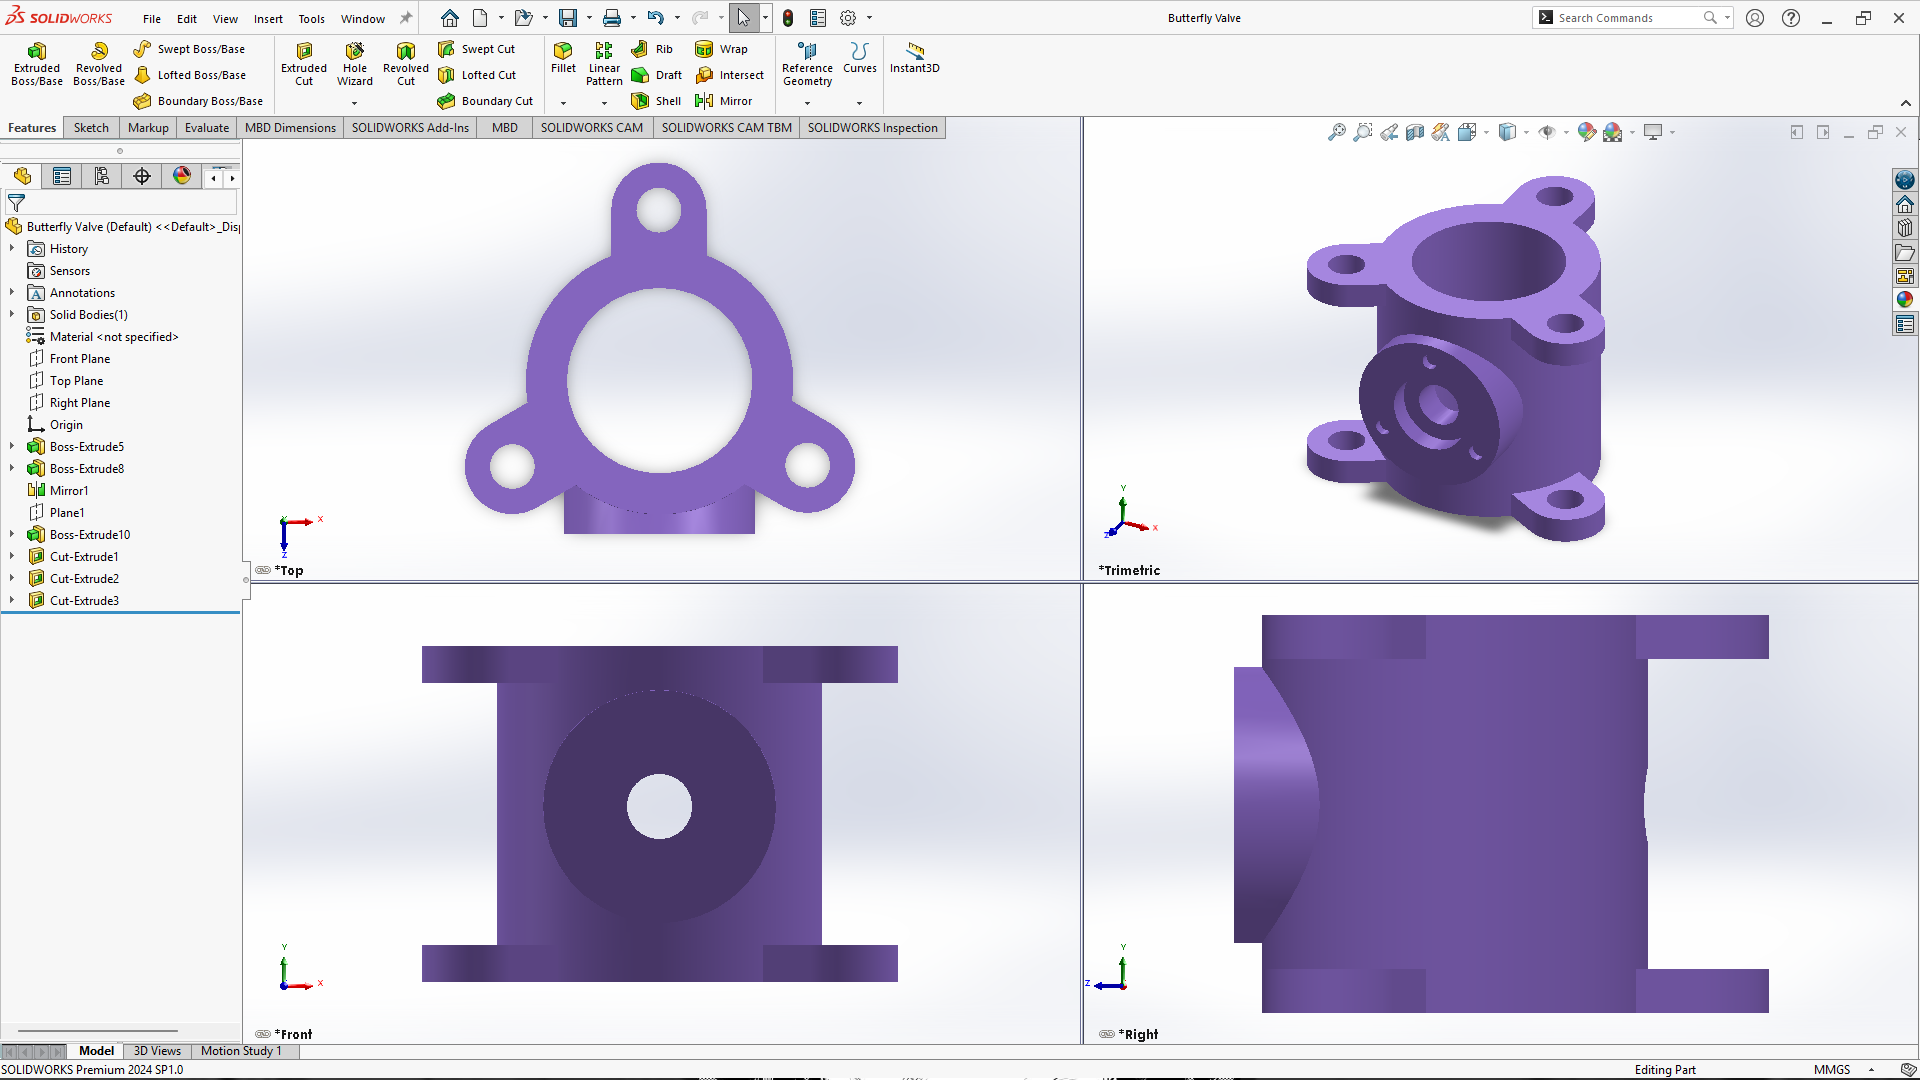 SOLIDWORKS File Edit View Insert Tools Window Butterfly Valve Search Commands
Extruded Boss/Base
Revolved Boss/Base
Swept Boss/Base
Lofted Boss/Base
Boundary Boss/Base
Extruded Cut
Hole Wizard
Revolved Cut
Swept Cut
Lofted Cut
Boundary Cut
Fillet
Linear Pattern
Rib
Draft
Shell
Wrap
Intersect
Mirror
Reference Geometry
Curves
Instant3D
Features Sketch Markup Evaluate MBD Dimensions SOLIDWORKS Add-Ins MBD SOLIDWORKS CAM SOLIDWORKS CAM TBM SOLIDWORKS Inspection
Butterfly Valve (Default) <<Default>_Dis
History
Sensors
Annotations
Solid Bodies(1)
Material <not specified>
Front Plane
Top Plane
Right Plane
Origin
Boss-Extrude5
Boss-Extrude8
Mirror1
Plane1
Boss-Extrude10
Cut-Extrude1
Cut-Extrude2
Cut-Extrude3
Y X Z
*Top
Y X Z
*Trimetric
Y X
*Front
Y Z
*Right
Model 3D Views Motion Study 1
SOLIDWORKS Premium 2024 SP1.0 Editing Part MMGS